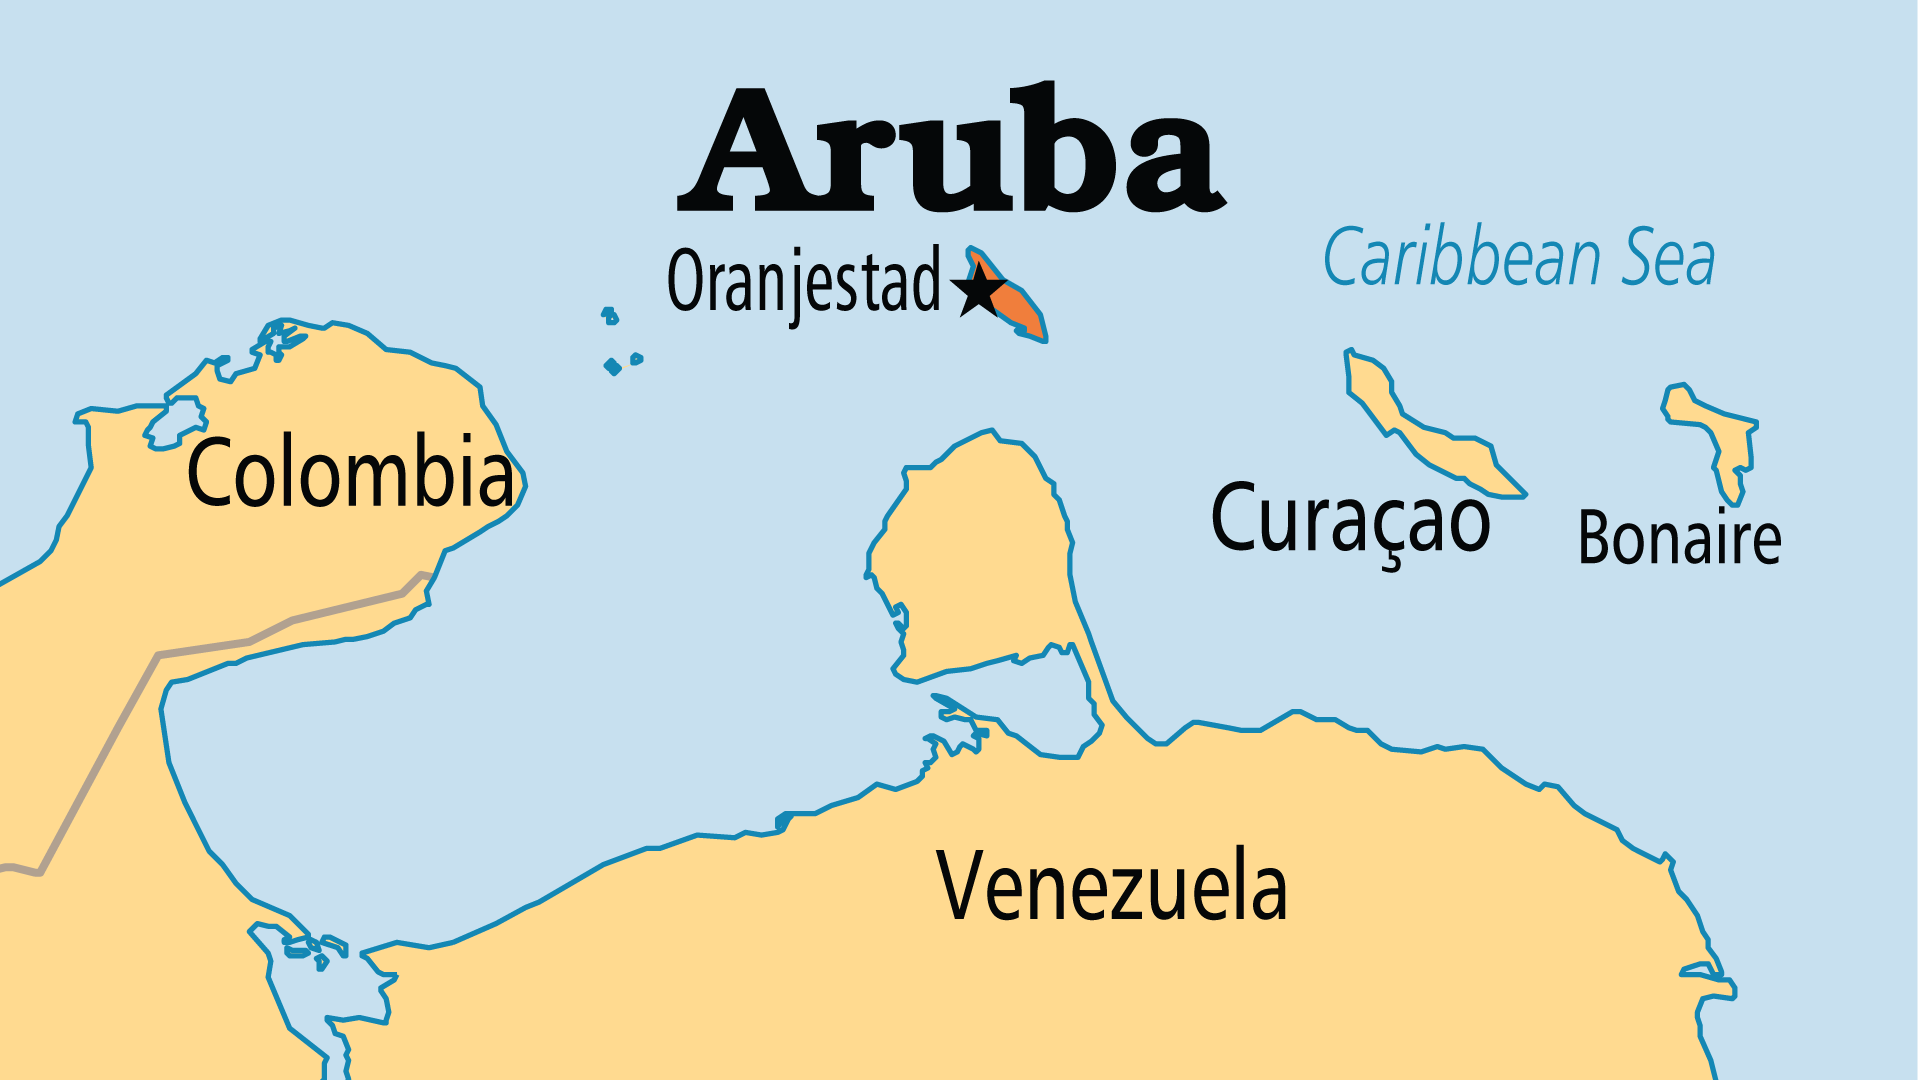 Aruba
Oranjestad
Caribbean Sea
Colombia
Curaçao
Bonaire
Venezuela